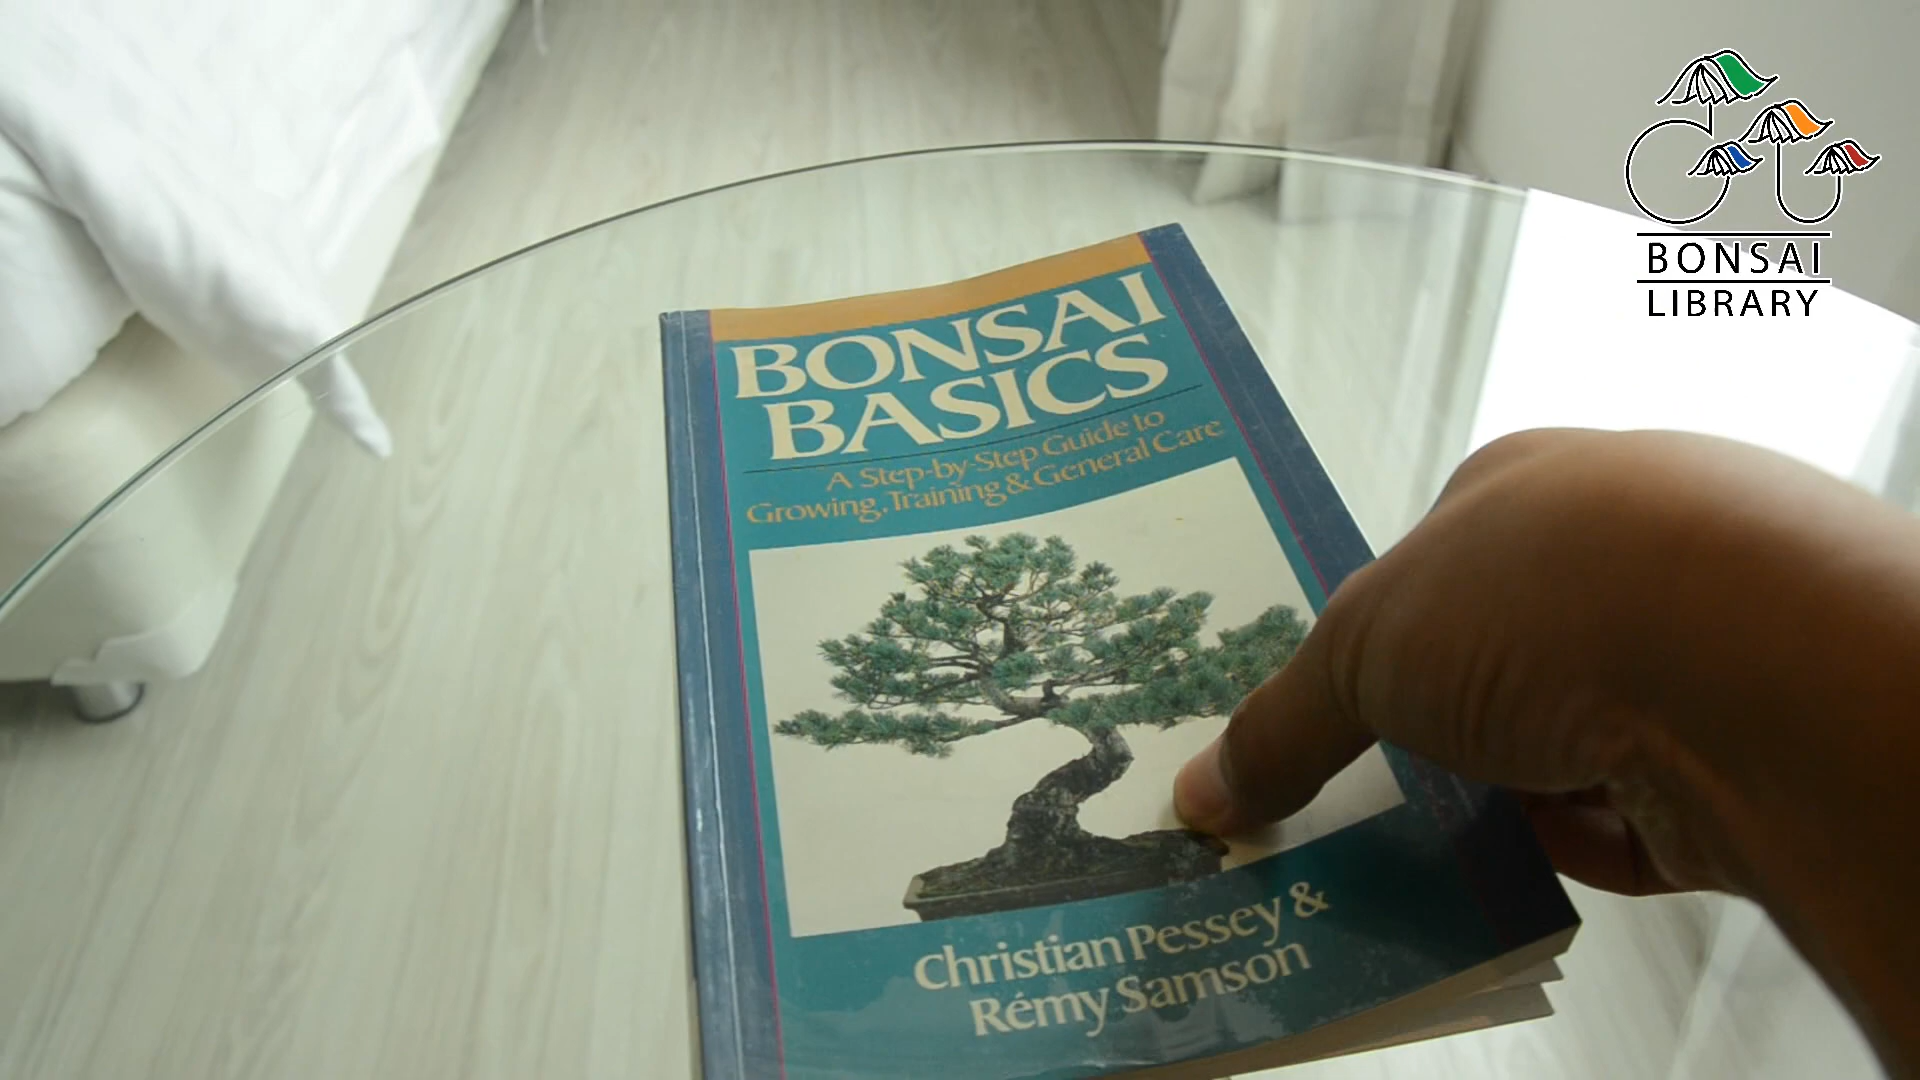 BONSAI
BASICS
A Step-by-Step Guide to
Growing, Training & General Care
Christian Pessey &
Rémy Samson
BONSAI
LIBRARY